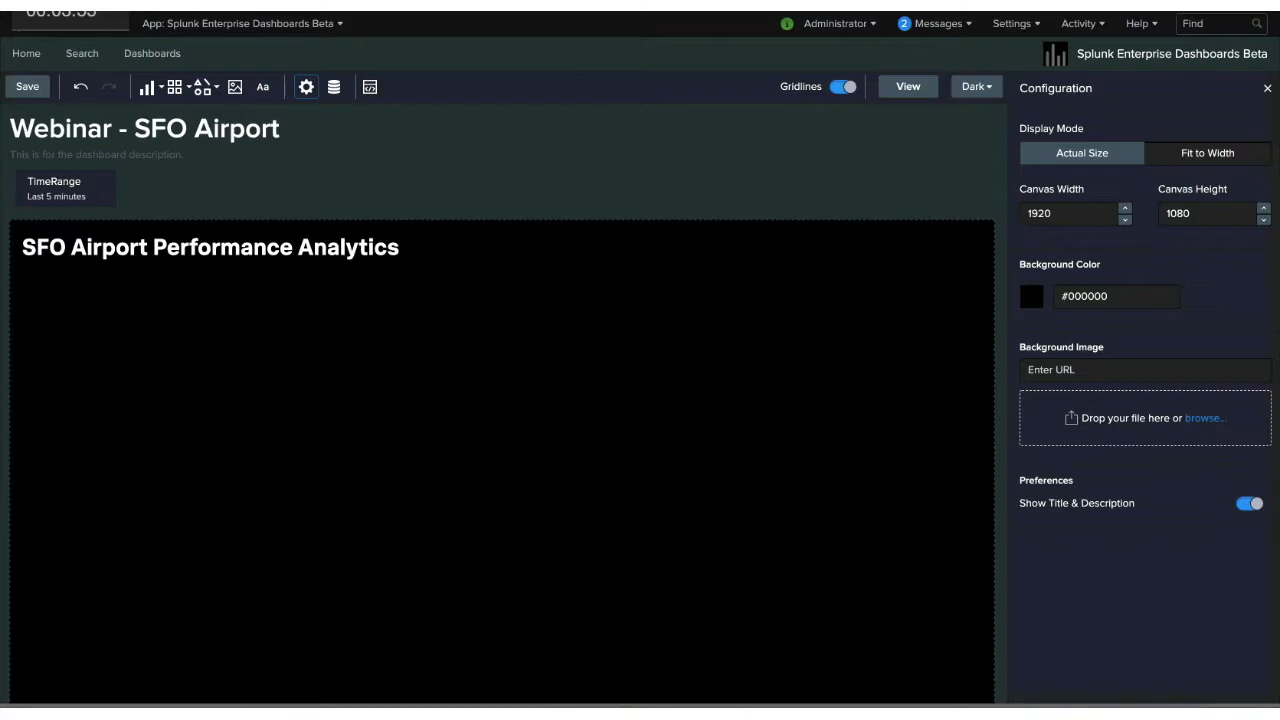 App: Splunk Enterprise Dashboards Beta
Administrator
2 Messages
Settings
Activity
Help
Find
Home
Search
Dashboards
Splunk Enterprise Dashboards Beta
Save
Aa
Gridlines
View
Dark
Configuration
Webinar - SFO Airport
This is for the dashboard description.
TimeRange
Last 5 minutes
SFO Airport Performance Analytics
Display Mode
Actual Size
Fit to Width
Canvas Width
Canvas Height
1920
1080
Background Color
#000000
Background Image
Enter URL
Drop your file here or browse...
Preferences
Show Title & Description